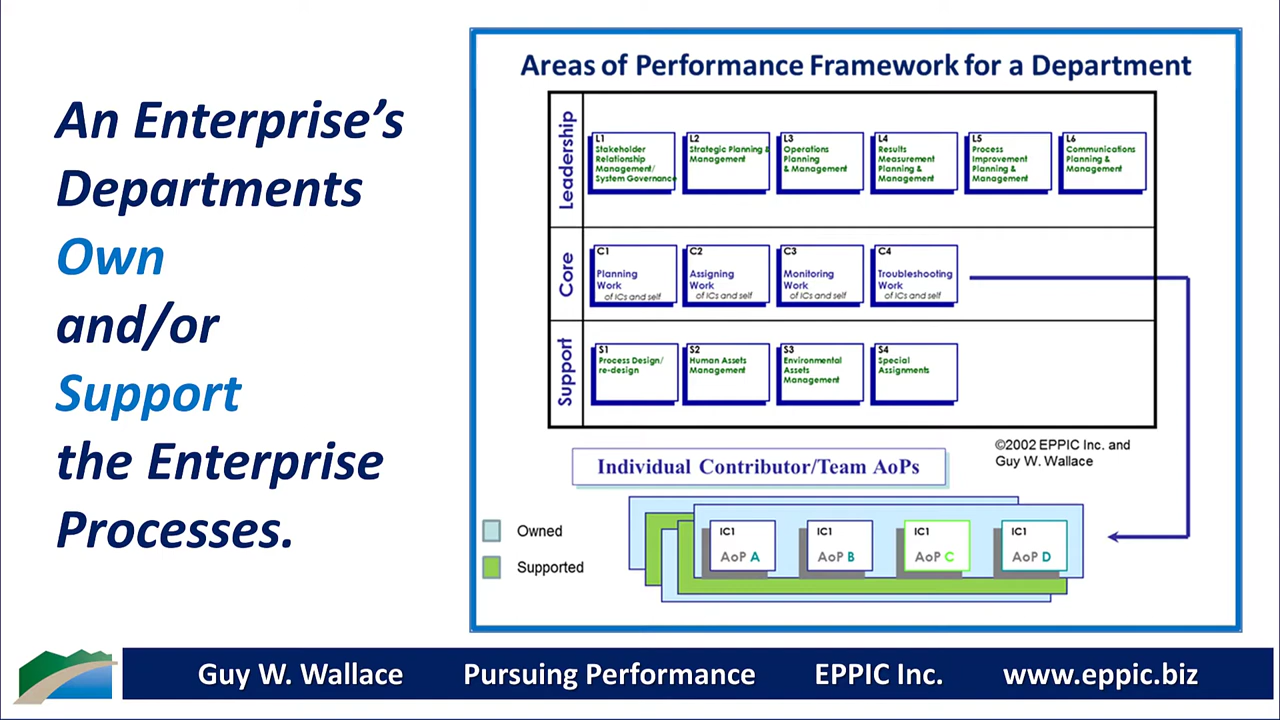 An Enterprise’s
Departments
Own
and/or
Support
the Enterprise
Processes.
Areas of Performance Framework for a Department
Leadership
L1
Stakeholder
Relationship
Management/
System Governance
L2
Strategic Planning &
Management
L3
Operations
Planning
& Management
L4
Results
Measurement
Planning &
Management
L5
Process
Improvement
Planning &
Management
L6
Communications
Planning &
Management
Core
C1
Planning
Work
of ICs and self
C2
Assigning
Work
of ICs and self
C3
Monitoring
Work
of ICs and self
C4
Troubleshooting
Work
of ICs and self
Support
S1
Process Design/
re-design
S2
Human Assets
Management
S3
Environmental
Assets
Management
S4
Special
Assignments
©2002 EPPIC Inc. and
Guy W. Wallace
Individual Contributor/Team AoPs
Owned
Supported
IC1
AoP A
IC1
AoP B
IC1
AoP C
IC1
AoP D
Guy W. Wallace Pursuing Performance EPPIC Inc. www.eppic.biz